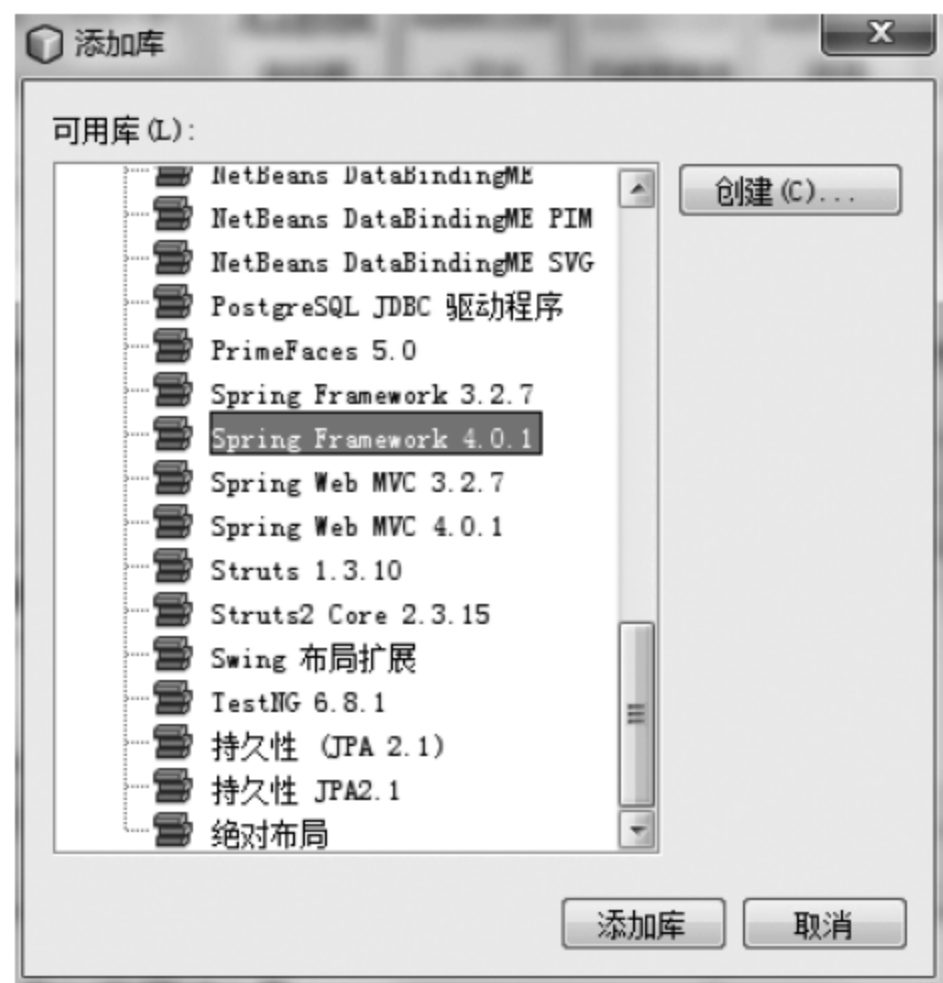 添加库
可用库(L):
NetBeans DataBindingME
创建(C)...
NetBeans DataBindingME PIM
NetBeans DataBindingME SVG
PostgreSQL JDBC 驱动程序
PrimeFaces 5.0
Spring Framework 3.2.7
Spring Framework 4.0.1
Spring Web MVC 3.2.7
Spring Web MVC 4.0.1
Struts 1.3.10
Struts2 Core 2.3.15
Swing 布局扩展
TestNG 6.8.1
持久性 (JPA 2.1)
持久性 JPA2.1
绝对布局
添加库 取消